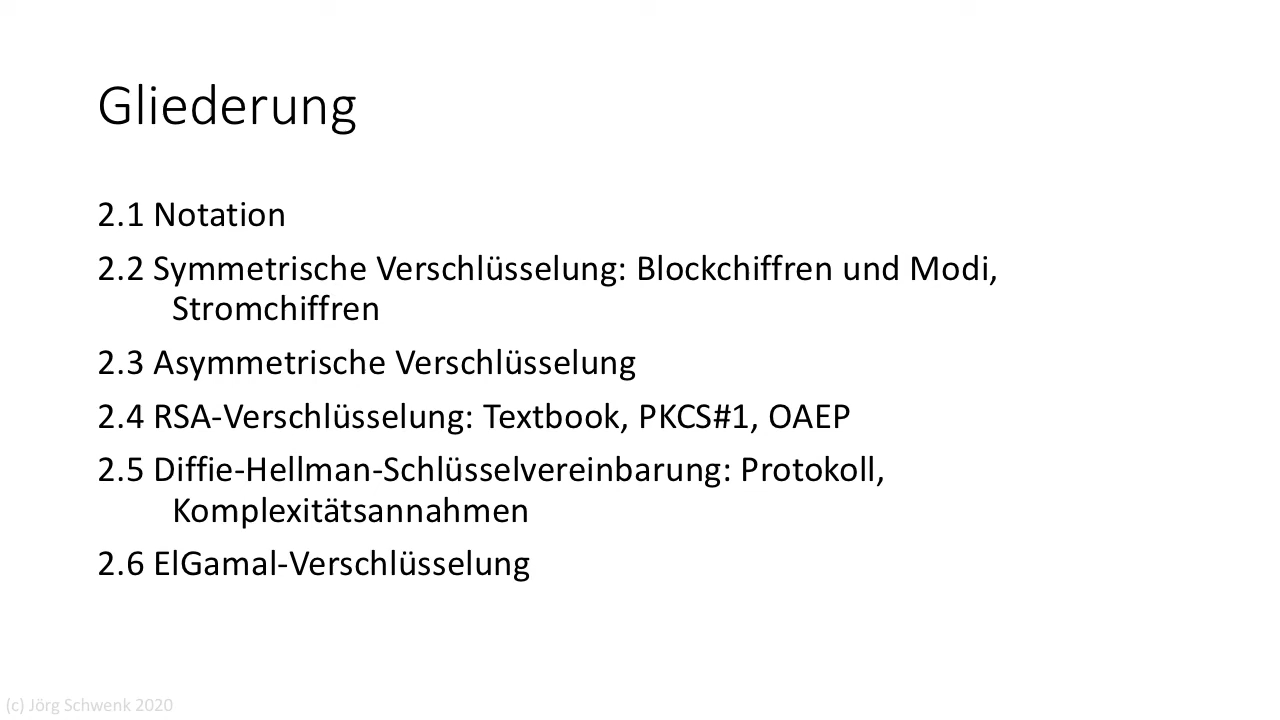 Gliederung
2.1 Notation
2.2 Symmetrische Verschlüsselung: Blockchiffren und Modi,
Stromchiffren
2.3 Asymmetrische Verschlüsselung
2.4 RSA-Verschlüsselung: Textbook, PKCS#1, OAEP
2.5 Diffie-Hellman-Schlüsselvereinbarung: Protokoll,
Komplexitätsannahmen
2.6 ElGamal-Verschlüsselung
(c) Jörg Schwenk 2020